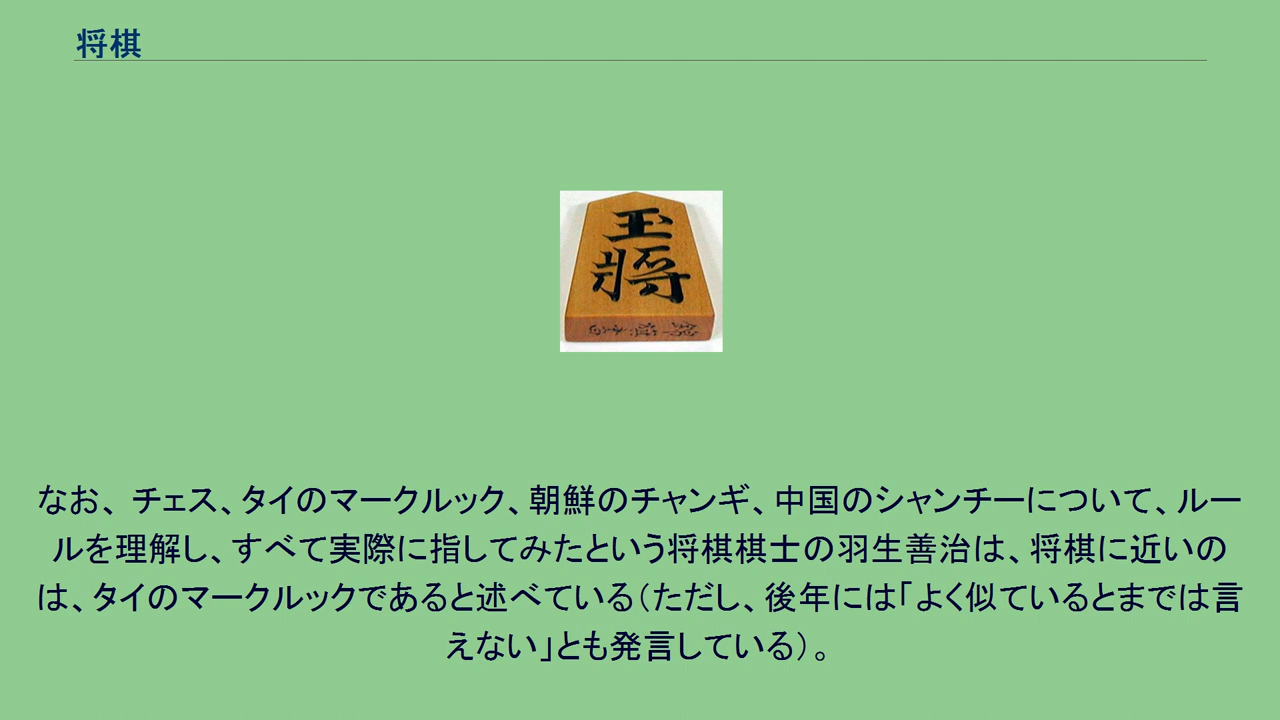 将棋
玉
將
なお、チェス、タイのマークルック、朝鮮のチャンギ、中国のシャンチーについて、ルー
ルを理解し、すべて実際に指してみたという将棋棋士の羽生善治は、将棋に近いの
は、タイのマークルックであると述べている（ただし、後年には「よく似ているとまでは言
えない」とも発言している）。